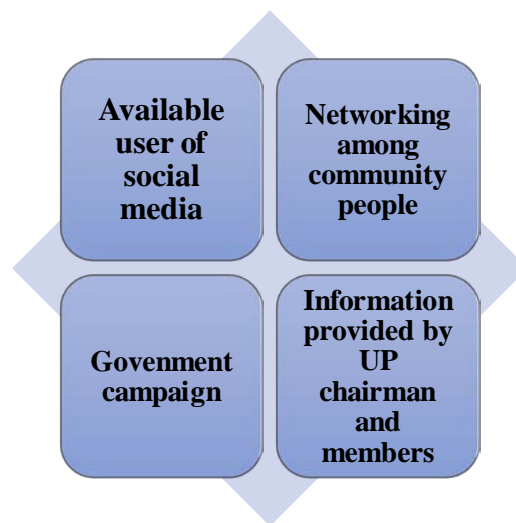 Available
user of
social
media
Networking
among
community
people
Govenment
campaign
Information
provided by
UP
chairman
and
members